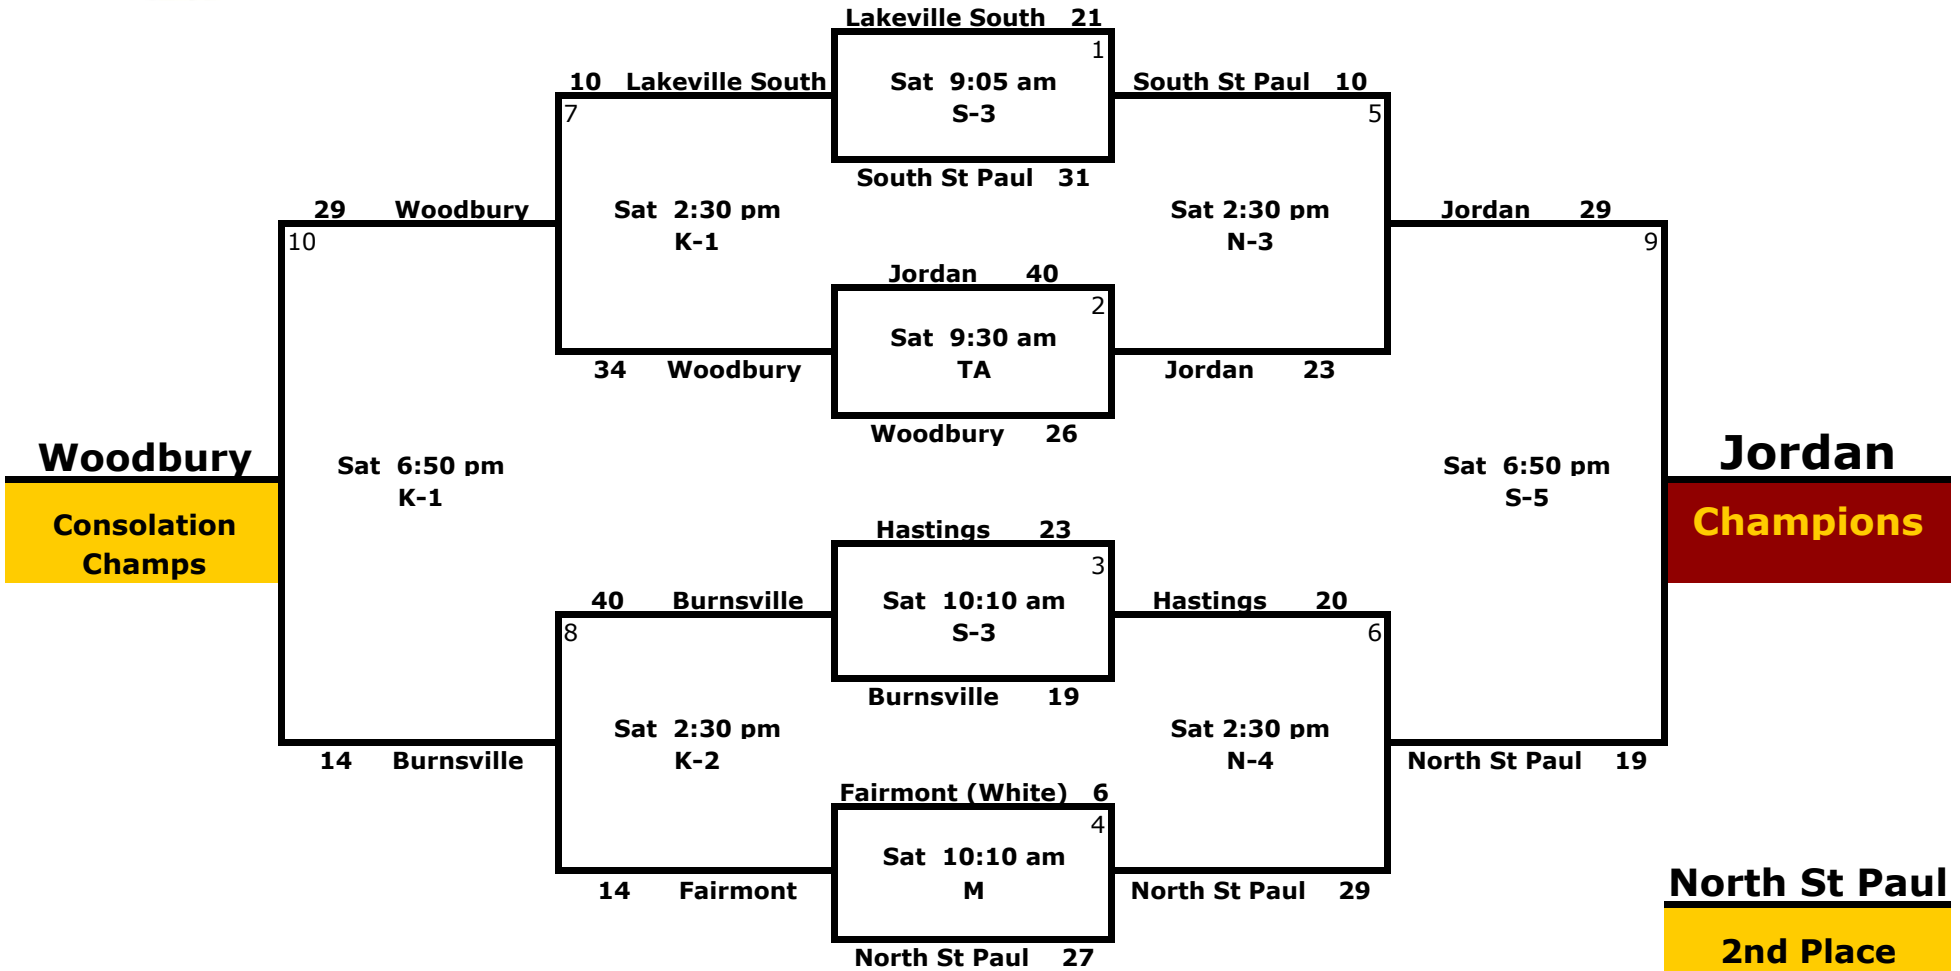 Lakeville South 21
1
10 Lakeville South
Sat 9:05 am
South St Paul 10
7
S-3
5
South St Paul 31
29 Woodbury
Sat 2:30 pm
Sat 2:30 pm
Jordan 29
10
K-1
N-3
9
Jordan 40
2
Sat 9:30 am
34 Woodbury
TA
Jordan 23
Woodbury 26
Woodbury
Sat 6:50 pm
Sat 6:50 pm
Jordan
K-1
S-5
Consolation
Champs
Champions
Hastings 23
3
40 Burnsville
Sat 10:10 am
Hastings 20
8
S-3
6
Burnsville 19
Sat 2:30 pm
Sat 2:30 pm
14 Burnsville
K-2
N-4
North St Paul 19
Fairmont (White) 6
4
Sat 10:10 am
14 Fairmont
M
North St Paul 29
North St Paul
North St Paul 27
2nd Place